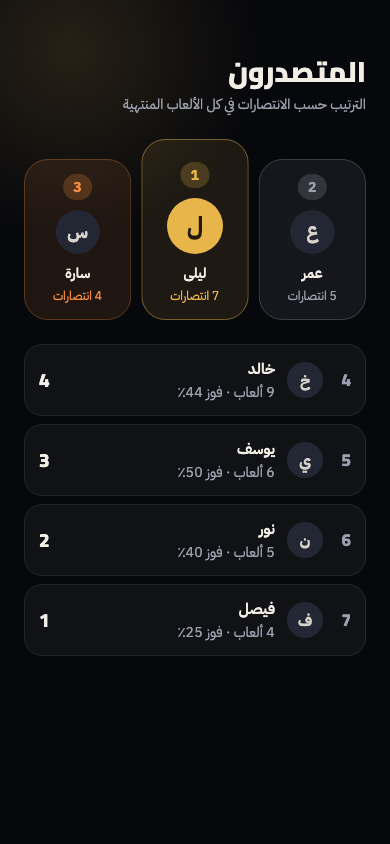 المتصدرون
الترتيب حسب الانتصارات في كل الألعاب المنتهية
2
ع
عمر
5 انتصارات
1
ل
ليلى
7 انتصارات
3
س
سارة
4 انتصارات
4
خ
خالد
9 ألعاب · فوز 44٪
4
5
ي
يوسف
6 ألعاب · فوز 50٪
3
6
ن
نور
5 ألعاب · فوز 40٪
2
7
ف
فيصل
4 ألعاب · فوز 25٪
1